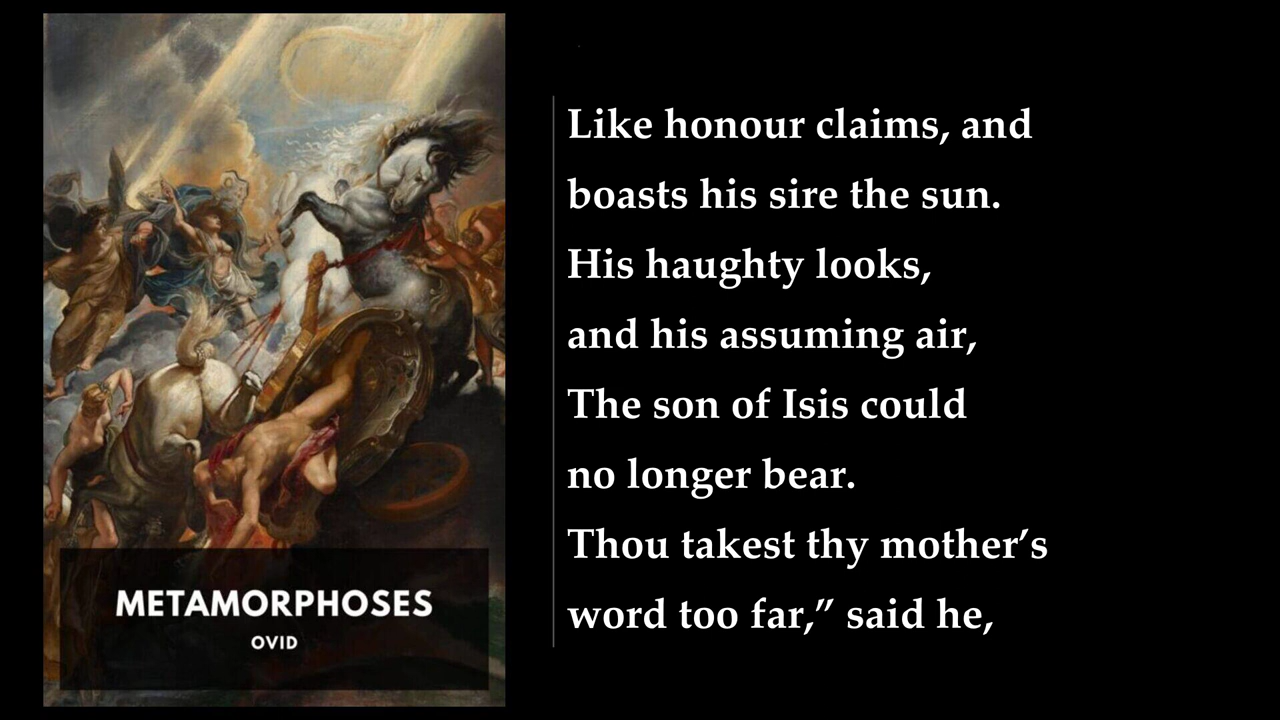 METAMORPHOSES
OVID
Like honour claims, and
boasts his sire the sun.
His haughty looks,
and his assuming air,
The son of Isis could
no longer bear.
Thou takest thy mother’s
word too far,” said he,